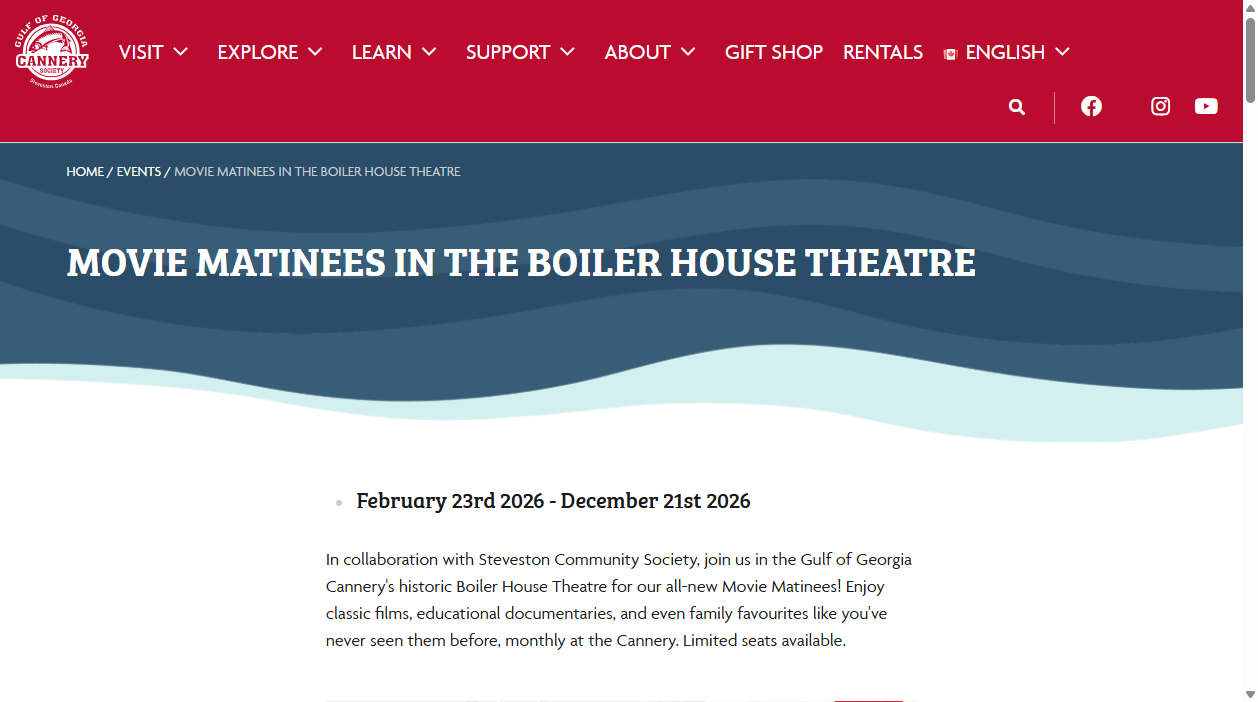 GULF OF GEORGIA
CANNERY
SOCIETY
Steveston, Canada
VISIT
EXPLORE
LEARN
SUPPORT
ABOUT
GIFT SHOP
RENTALS
ENGLISH
HOME / EVENTS / MOVIE MATINEES IN THE BOILER HOUSE THEATRE
MOVIE MATINEES IN THE BOILER HOUSE THEATRE
February 23rd 2026 - December 21st 2026
In collaboration with Steveston Community Society, join us in the Gulf of Georgia
Cannery's historic Boiler House Theatre for our all-new Movie Matinees! Enjoy
classic films, educational documentaries, and even family favourites like you've
never seen them before, monthly at the Cannery. Limited seats available.